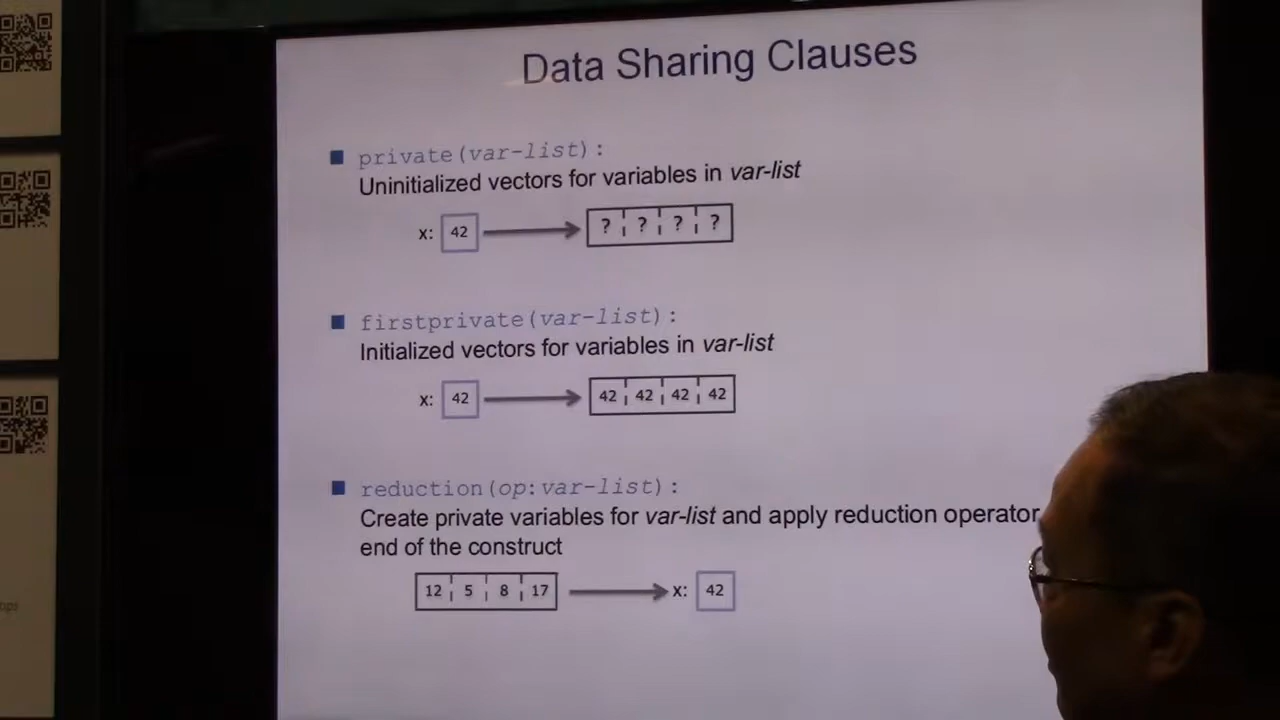 Data Sharing Clauses
private(var-list):
Uninitialized vectors for variables in var-list
x: 42 ? ? ? ?
firstprivate(var-list):
Initialized vectors for variables in var-list
x: 42 42 42 42 42
reduction(op:var-list):
Create private variables for var-list and apply reduction operator
end of the construct
12 5 8 17 x: 42